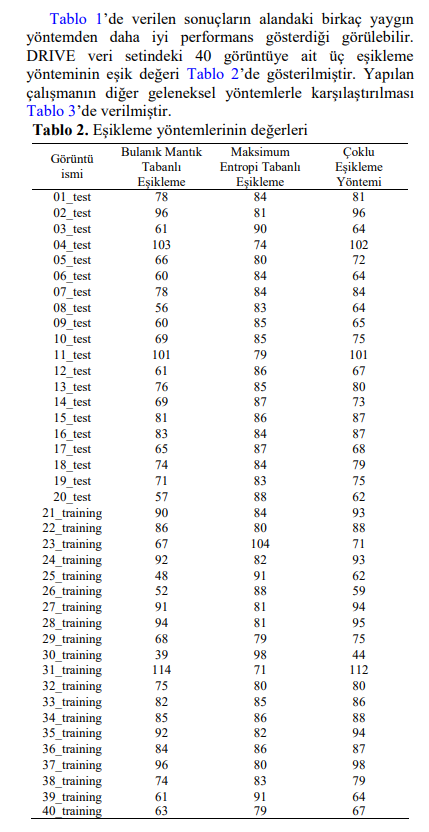 Tablo 1’de verilen sonuçların alandaki birkaç yaygın
yöntemden daha iyi performans gösterdiği görülebilir.
DRIVE veri setindeki 40 görüntüye ait üç eşikleme
yönteminin eşik değeri Tablo 2’de gösterilmiştir. Yapılan
çalışmanın diğer geleneksel yöntemlerle karşılaştırılması
Tablo 3’de verilmiştir.
Tablo 2. Eşikleme yöntemlerinin değerleri
Görüntü ismi Bulanık Mantık Tabanlı Eşikleme Maksimum Entropi Tabanlı Eşikleme Çoklu Eşikleme Yöntemi
01_test 78 84 81
02_test 96 81 96
03_test 61 90 64
04_test 103 74 102
05_test 66 80 72
06_test 60 84 64
07_test 78 84 84
08_test 56 83 64
09_test 60 85 65
10_test 69 85 75
11_test 101 79 101
12_test 61 86 67
13_test 76 85 80
14_test 69 87 73
15_test 81 86 87
16_test 83 84 87
17_test 65 87 68
18_test 74 84 79
19_test 71 83 75
20_test 57 88 62
21_training 90 84 93
22_training 86 80 88
23_training 67 104 71
24_training 92 82 93
25_training 48 91 62
26_training 52 88 59
27_training 91 81 94
28_training 94 81 95
29_training 68 79 75
30_training 39 98 44
31_training 114 71 112
32_training 75 80 80
33_training 82 85 86
34_training 85 86 88
35_training 92 82 94
36_training 84 86 87
37_training 96 80 98
38_training 74 83 79
39_training 61 91 64
40_training 63 79 67